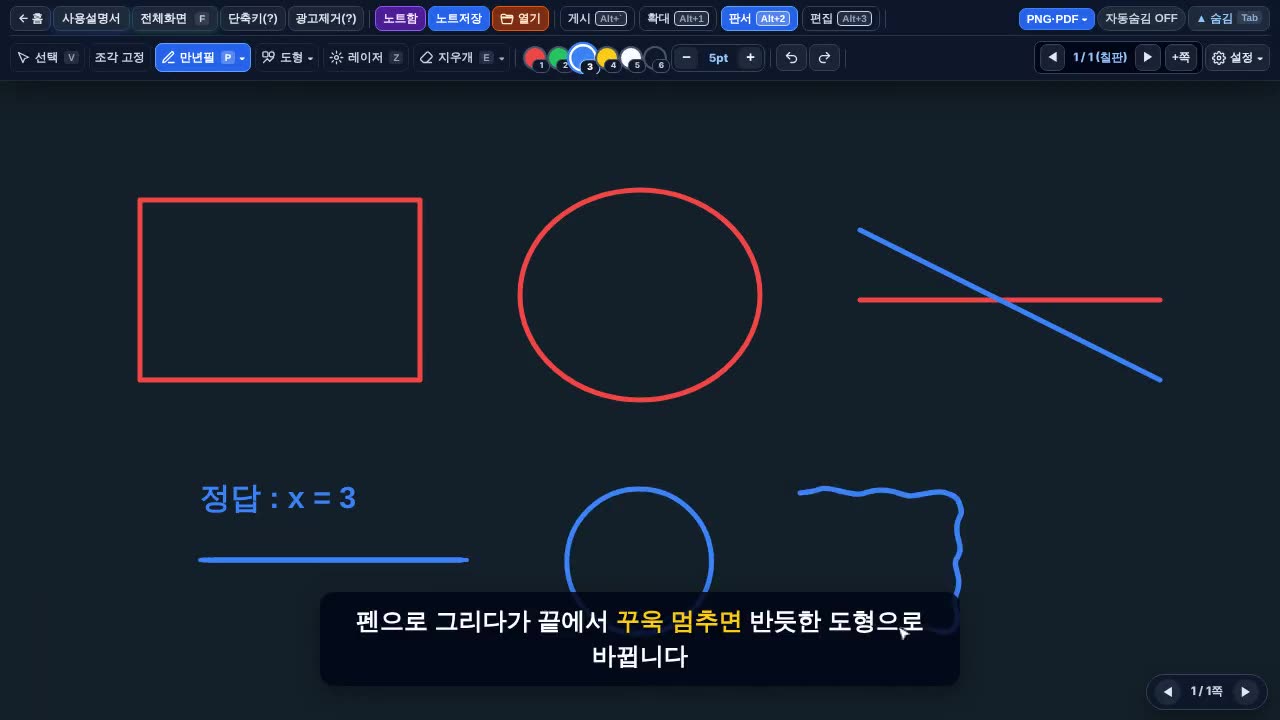 ← 홈 사용설명서 전체화면 F 단축키(?) 광고제거(?) 노트함 노트저장 열기 게시 Alt+` 확대 Alt+1 판서 Alt+2 편집 Alt+3 PNG·PDF 자동숨김 OFF ▲ 숨김 Tab
선택 V 조각 고정 만년필 P 도형 레이저 Z 지우개 E 1 2 3 4 5 6 − 5pt + ◀ 1/1(칠판) ▶ +쪽 설정
정답 : x = 3
펜으로 그리다가 끝에서 꾸욱 멈추면 반듯한 도형으로
바뀝니다
◀ 1/1쪽 ▶